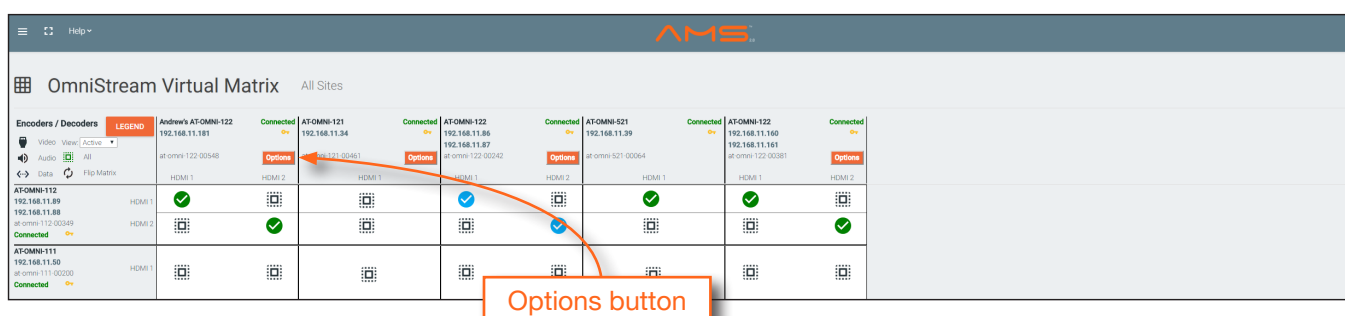 Help
AMS
OmniStream Virtual Matrix All Sites
Encoders / Decoders LEGEND
Video View: Active
Audio All
Data Flip Matrix
Andrew's AT-OMNI-122 Connected
192.168.11.181
at-omni-122-00548 Options
HDMI 1 HDMI 2
AT-OMNI-121 Connected
192.168.11.34
at-omni-121-00461 Options
HDMI 1
AT-OMNI-122 Connected
192.168.11.86
192.168.11.87
at-omni-122-00242 Options
HDMI 1 HDMI 2
AT-OMNI-521 Connected
192.168.11.39
at-omni-521-00064
HDMI 1
AT-OMNI-122 Connected
192.168.11.160
192.168.11.161
at-omni-122-00381 Options
HDMI 1 HDMI 2
AT-OMNI-112
192.168.11.89 HDMI 1
192.168.11.88
at-omni-112-00349 HDMI 2
Connected
AT-OMNI-111
192.168.11.50
at-omni-111-00200 HDMI 1
Connected
Options button